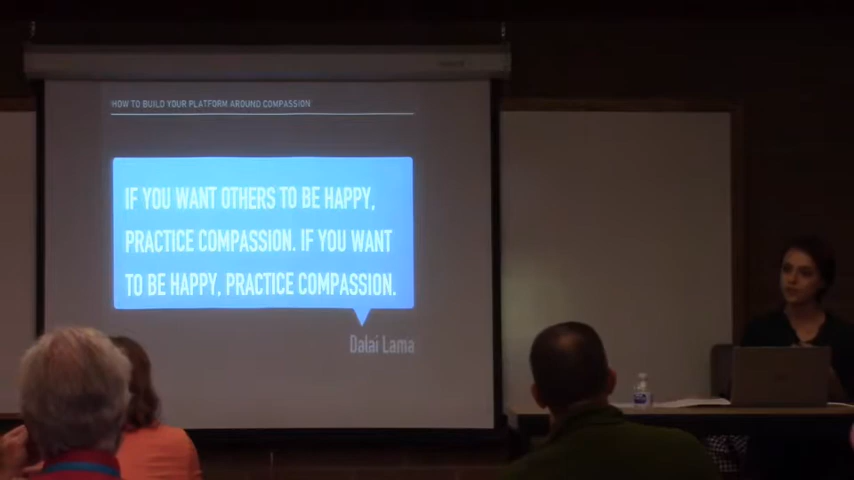 HOW TO BUILD YOUR PLATFORM AROUND COMPASSION
IF YOU WANT OTHERS TO BE HAPPY,
PRACTICE COMPASSION. IF YOU WANT
TO BE HAPPY, PRACTICE COMPASSION.
Dalai Lama